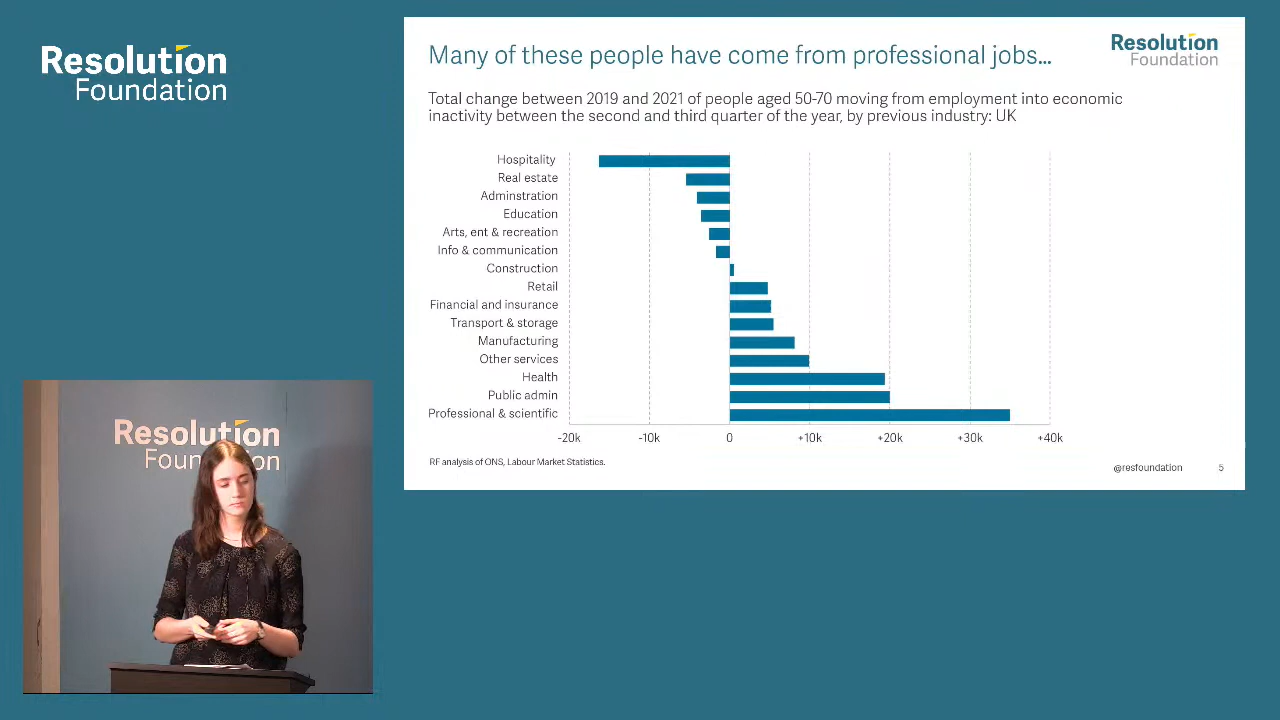 Resolution
Foundation
Many of these people have come from professional jobs...
Resolution
Foundation
Total change between 2019 and 2021 of people aged 50-70 moving from employment into economic
inactivity between the second and third quarter of the year, by previous industry: UK
Hospitality
Real estate
Adminstration
Education
Arts, ent & recreation
Info & communication
Construction
Retail
Financial and insurance
Transport & storage
Manufacturing
Other services
Health
Public admin
Professional & scientific
-20k -10k 0 +10k +20k +30k +40k
RF analysis of ONS, Labour Market Statistics.
@resfoundation 5
Resolution
Foundation